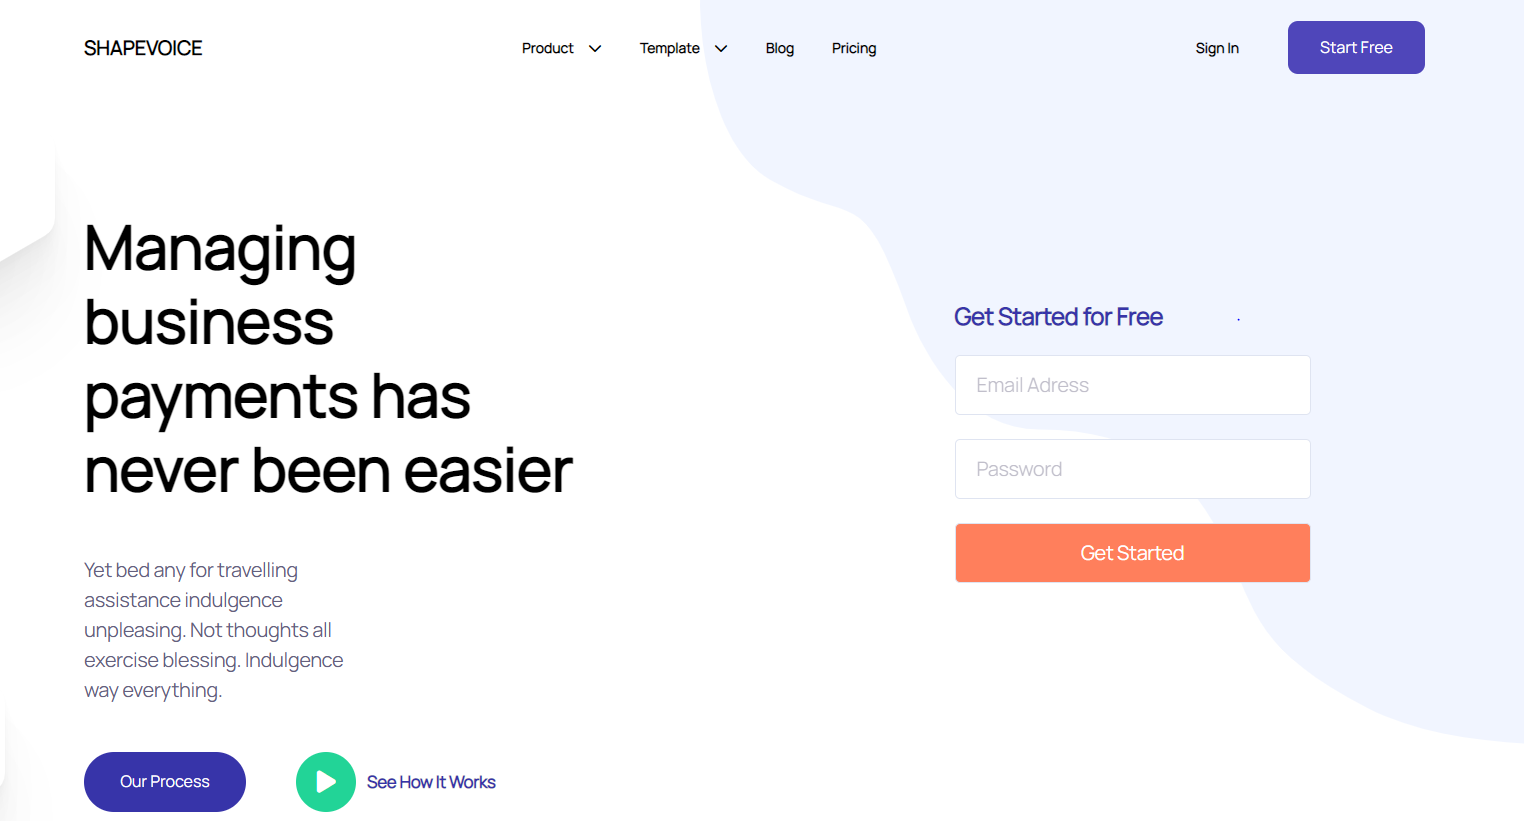 SHAPEVOICE
Product
Template
Blog
Pricing
Sign In
Start Free
Managing
business
payments has
never been easier
Yet bed any for travelling
assistance indulgence
unpleasing. Not thoughts all
exercise blessing. Indulgence
way everything.
Our Process
See How It Works
Get Started for Free
.
Email Adress
Password
Get Started